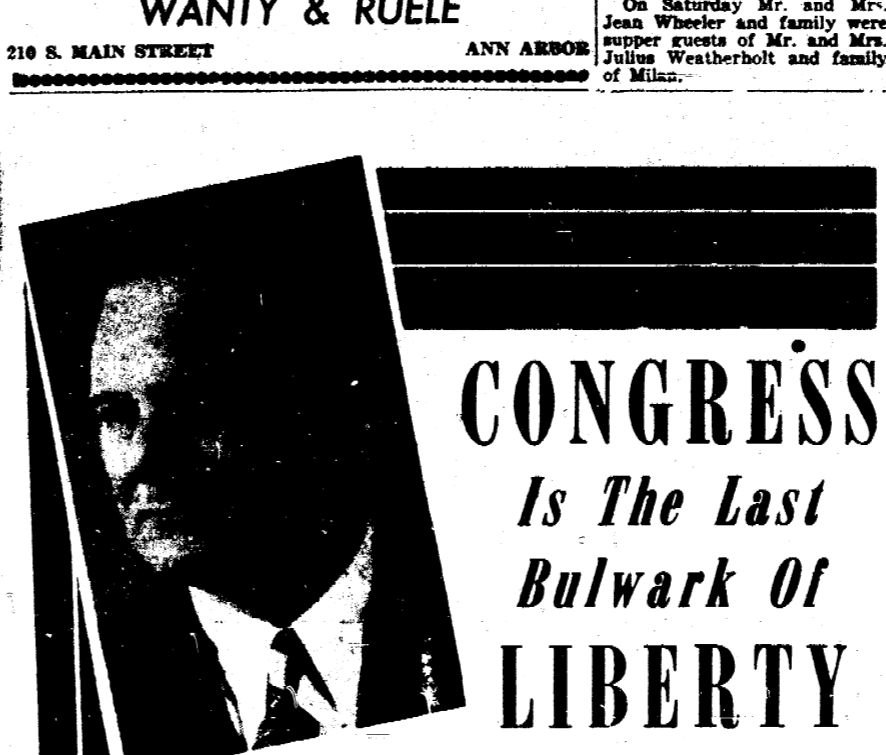 WANTY & RUELE
210 S. MAIN STREET ANN ARBOR
On Saturday Mr. and Mrs.
Jean Wheeler and family were
supper guests of Mr. and Mrs.
Julius Weatherholt and family
of Milan.
CONGRESS
Is The Last
Bulwark Of
LIBERTY